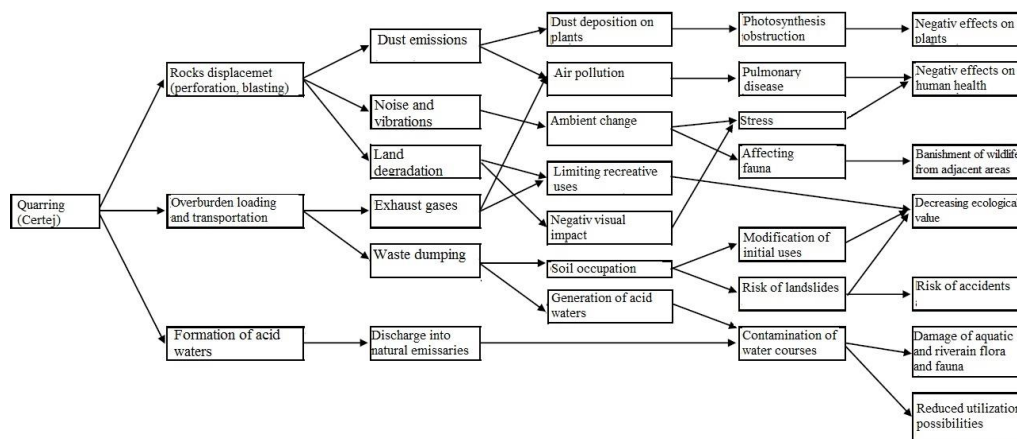 Quarring
(Certej)
Rocks displacemet
(perforation, blasting)
Overburden loading
and transportation
Formation of acid
waters
Dust emissions
Noise and
vibrations
Land
degradation
Exhaust gases
Waste dumping
Discharge into
natural emissaries
Dust deposition on
plants
Air pollution
Ambient change
Limiting recreative
uses
Negativ visual
impact
Soil occupation
Generation of acid
waters
Photosynthesis
obstruction
Pulmonary
disease
Stress
Affecting
fauna
Modification of
initial uses
Risk of landslides
Contamination of
water courses
Negativ effects on
plants
Negativ effects on
human health
Banishment of wildlife
from adjacent areas
Decreasing ecological
value
Risk of accidents
Damage of aquatic
and riverain flora
and fauna
Reduced utilization
possibilities